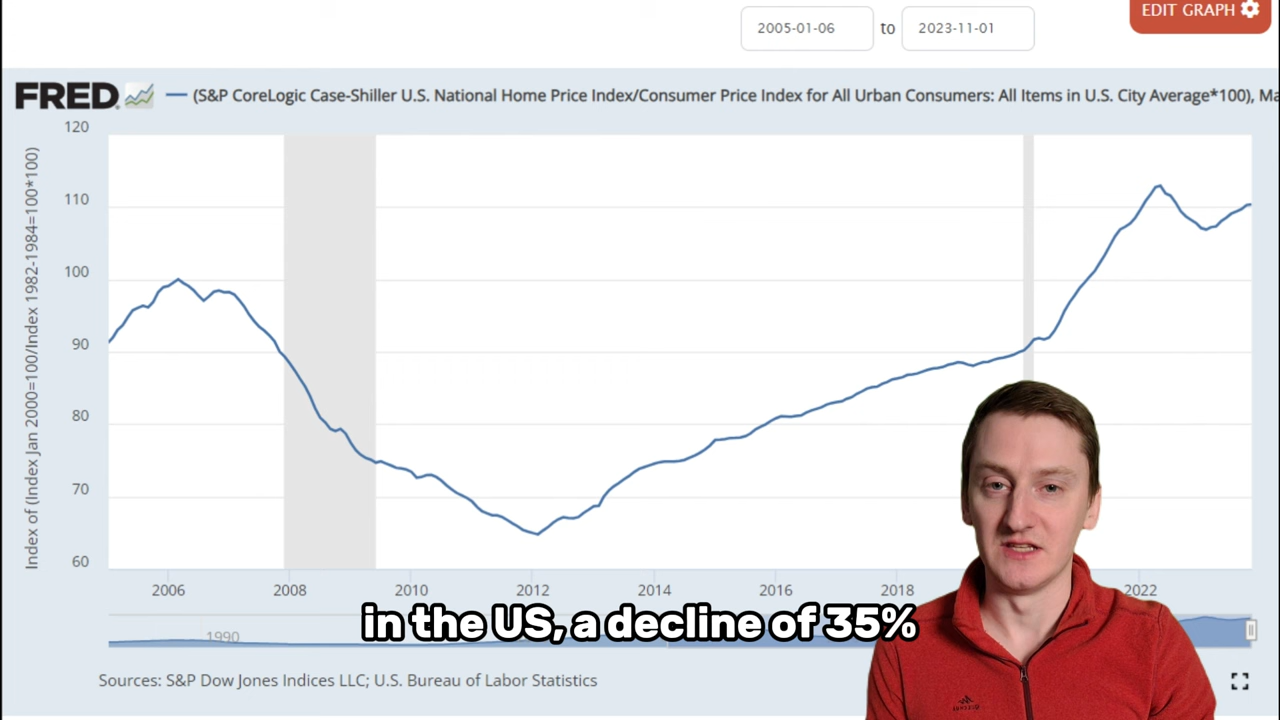 EDIT GRAPH
2005-01-06 to 2023-11-01
FRED
(S&P CoreLogic Case-Shiller U.S. National Home Price Index/Consumer Price Index for All Urban Consumers: All Items in U.S. City Average*100),
Index of (Index Jan 2000=100/Index 1982-1984=100*100)
120
110
100
90
80
70
60
2006 2008 2010 2012 2014 2016 2018 2022
in the US, a decline of 35%
1990
Sources: S&P Dow Jones Indices LLC; U.S. Bureau of Labor Statistics